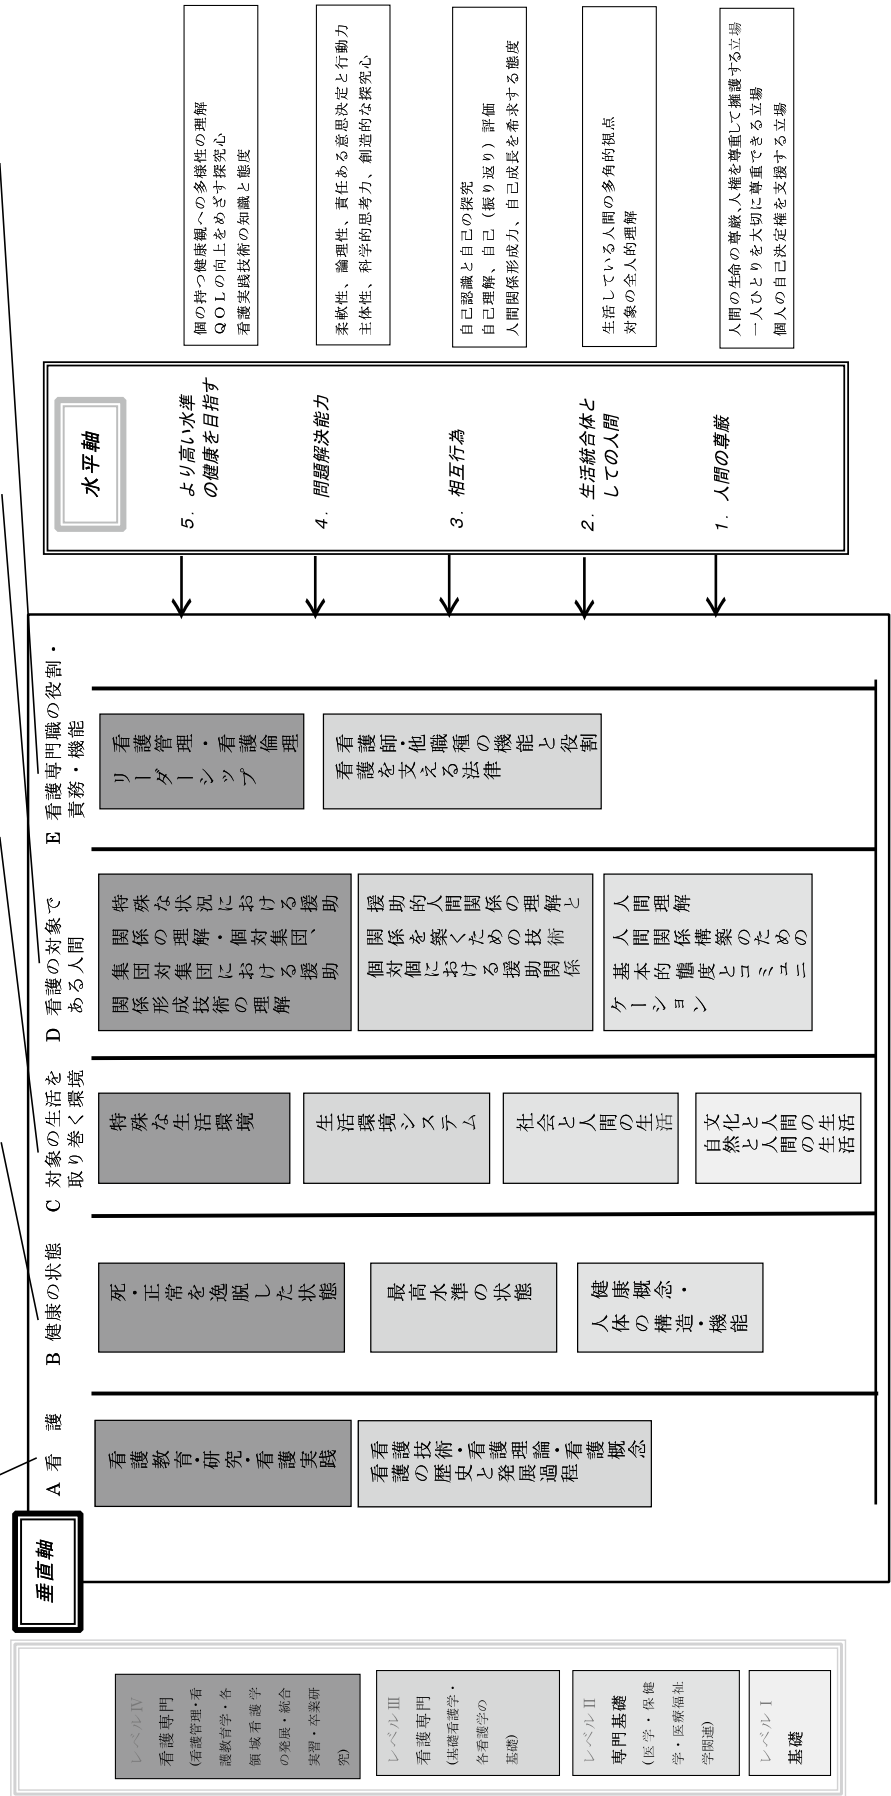 垂直軸
A 看　護
B 健康の状態
C 対象の生活を
取り巻く環境
D 看護の対象で
ある人間
E 看護専門職の役割・
責務・機能
レベルⅣ
看護専門
(看護管理・看
護教育学・各
領域看護学
の発展・統合
実習・卒業研
究)
レベルⅢ
看護専門
(基礎看護学・
各看護学の
基礎)
レベルⅡ
専門基礎
(医学・保健
学・医療福祉
学関連)
レベルⅠ
基礎
看護教育・研究・看護実践
看護技術・看護理論・看護概念
看護の歴史と発展過程
死・正常を逸脱した状態
最高水準の状態
健康概念・
人体の構造・機能
特殊な生活環境
生活環境システム
社会と人間の生活
文化と人間の生活
自然と人間の生活
特殊な状況における援助
関係の理解・個対集団、
集団対集団における援助
関係形成技術の理解
援助的人間関係の理解と
関係を築くための技術
個対個における援助関係
人間理解
人間関係構築のための
基本的態度とコミュニ
ケーション
看護管理・看護倫理
リーダーシップ
看護師・他職種の機能と役割
看護を支える法律
水平軸
5．より高い水準
の健康を目指す
4．問題解決能力
3．相互行為
2．生活統合体と
しての人間
1．人間の尊厳
個の持つ健康観への多様性の理解
ＱＯＬの向上をめざす探究心
看護実践技術の知識と態度
柔軟性、論理性、責任ある意思決定と行動力
主体性、科学的思考力、創造的な探究心
自己認識と自己の探究
自己理解、自己（振り返り）評価
人間関係形成力、自己成長を希求する態度
生活している人間の多角的視点
対象の全人的理解
人間の生命の尊厳、人権を尊重して擁護する立場
一人ひとりを大切に尊重できる立場
個人の自己決定権を支援する立場